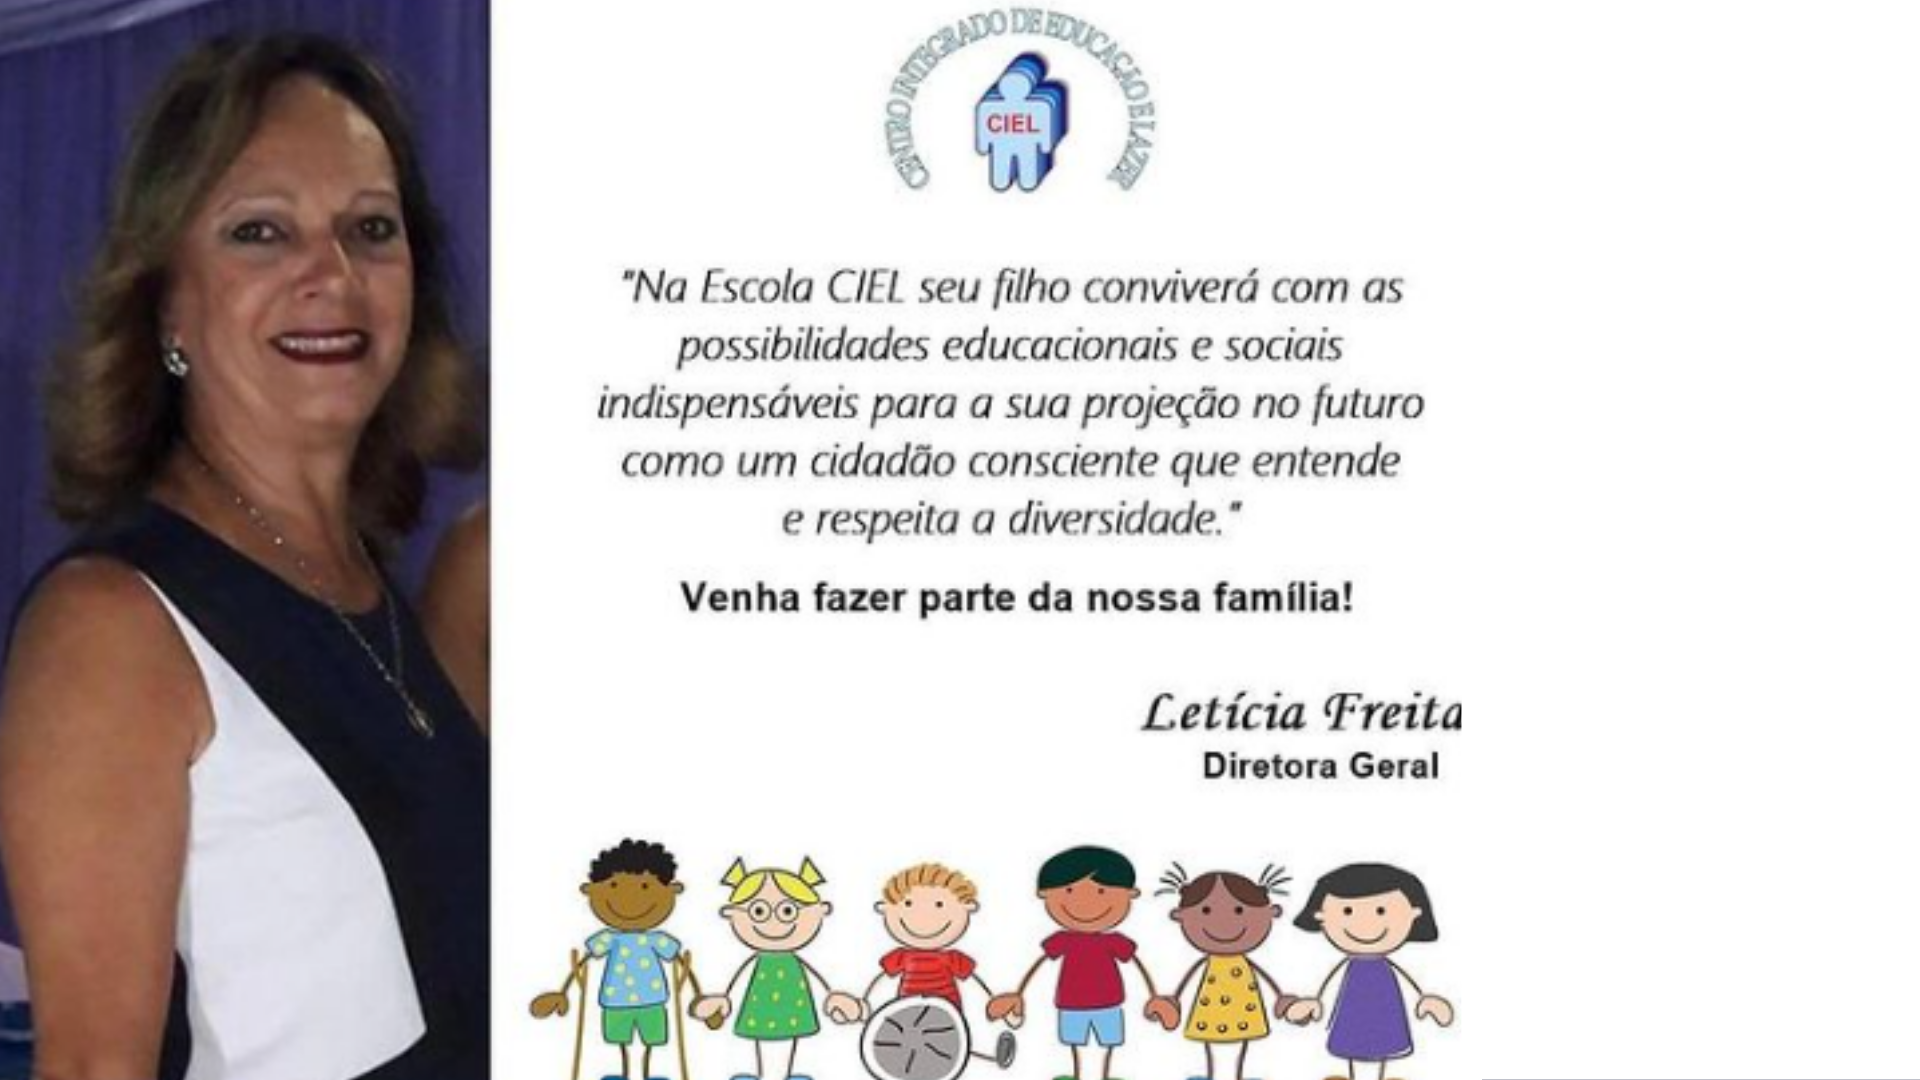 CENTRO INTEGRADO DE EDUCAÇÃO E LAZER
CIEL
"Na Escola CIEL seu filho conviverá com as
possibilidades educacionais e sociais
indispensáveis para a sua projeção no futuro
como um cidadão consciente que entende
e respeita a diversidade."
Venha fazer parte da nossa família!
Letícia Freita
Diretora Geral